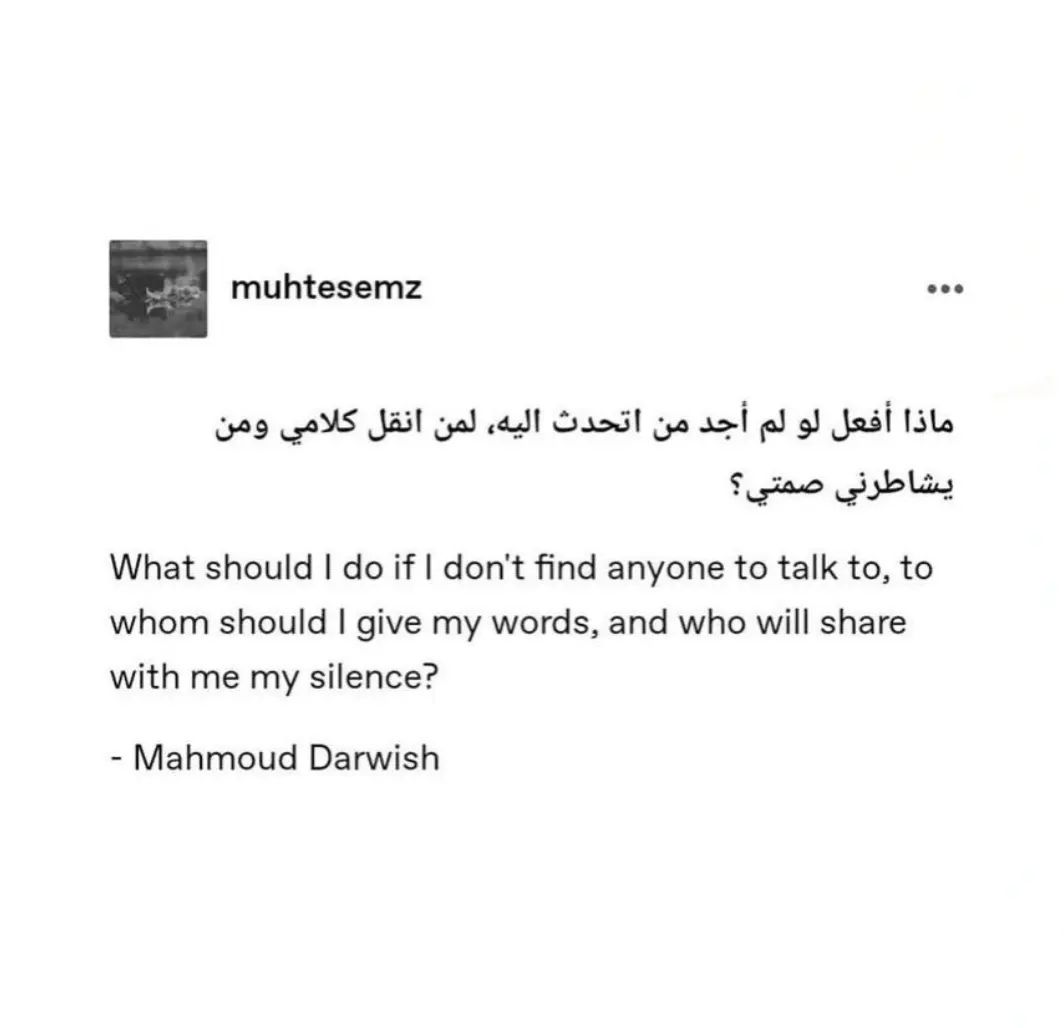 muhtesemz
ماذا أفعل لو لم أجد من اتحدث اليه، لمن انقل كلامي ومن
يشاطرني صمتي؟
What should I do if I don't find anyone to talk to, to
whom should I give my words, and who will share
with me my silence?
- Mahmoud Darwish